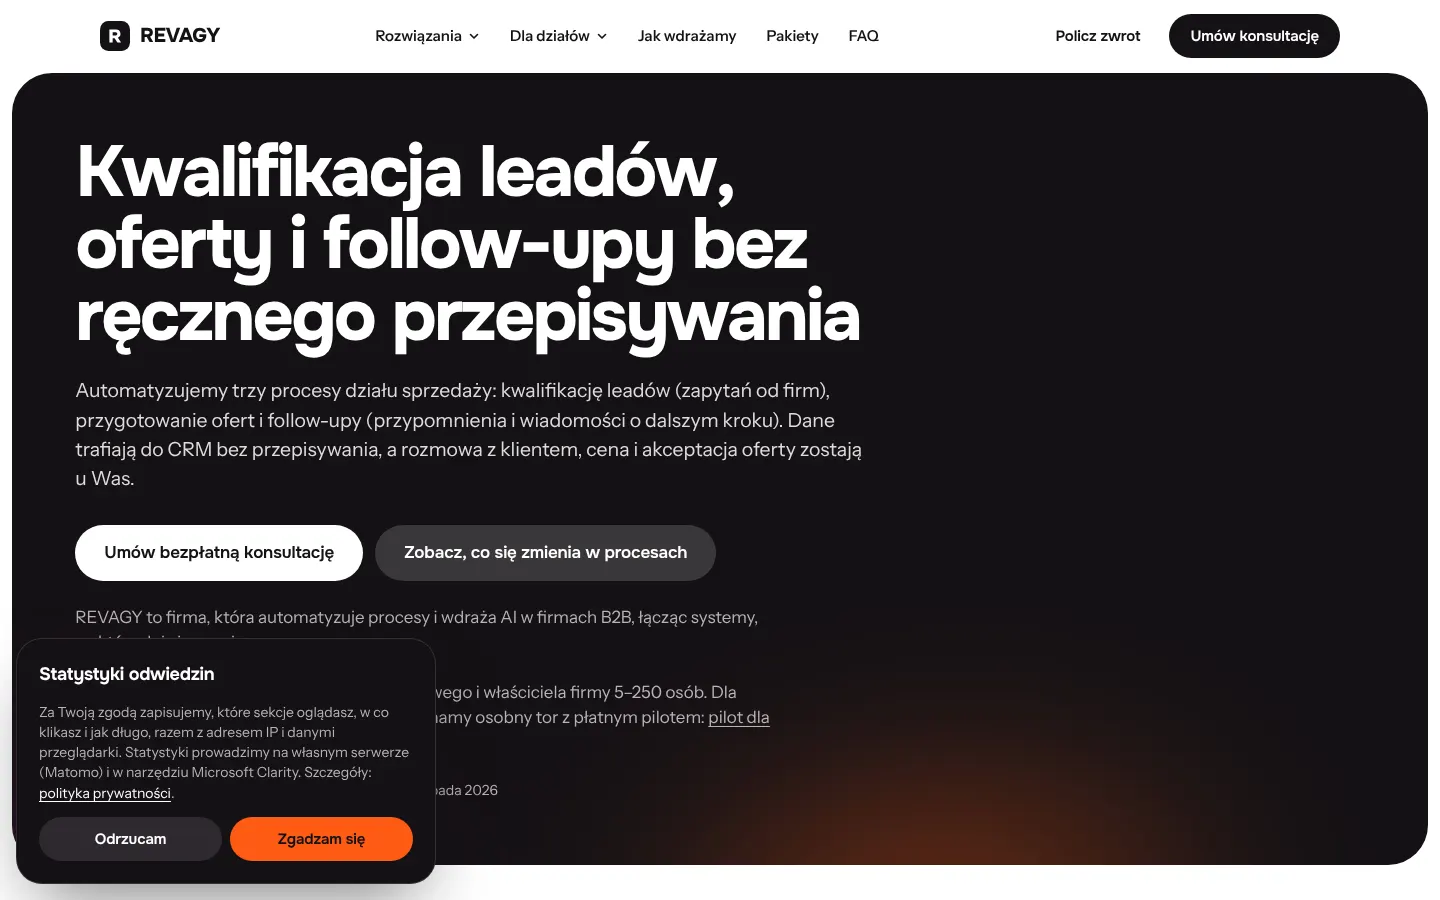 R REVAGY
Rozwiązania
Dla działów
Jak wdrażamy
Pakiety
FAQ
Policz zwrot
Umów konsultację
Kwalifikacja leadów,
oferty i follow-upy bez
ręcznego przepisywania
Automatyzujemy trzy procesy działu sprzedaży: kwalifikację leadów (zapytań od firm),
przygotowanie ofert i follow-upy (przypomnienia i wiadomości o dalszym kroku). Dane
trafiają do CRM bez przepisywania, a rozmowa z klientem, cena i akceptacja oferty zostają
u Was.
Umów bezpłatną konsultację
Zobacz, co się zmienia w procesach
REVAGY to firma, która automatyzuje procesy i wdraża AI w firmach B2B, łącząc systemy,
i właściciela firmy 5–250 osób. Dla
osobny tor z płatnym pilotem: pilot dla
2026
Statystyki odwiedzin
Za Twoją zgodą zapisujemy, które sekcje oglądasz, w co
klikasz i jak długo, razem z adresem IP i danymi
przeglądarki. Statystyki prowadzimy na własnym serwerze
(Matomo) i w narzędziu Microsoft Clarity. Szczegóły:
polityka prywatności.
Odrzucam
Zgadzam się